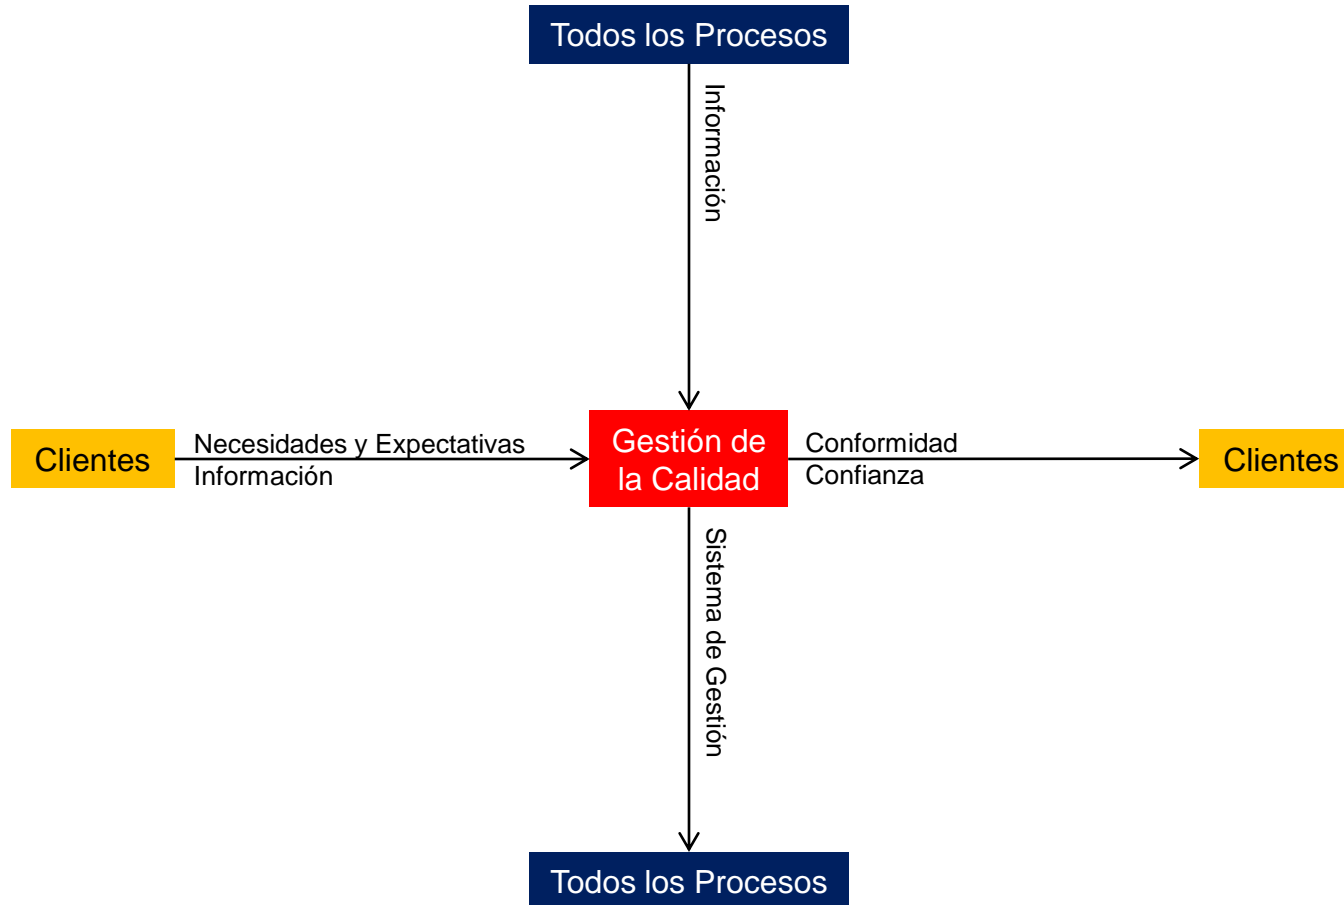 Todos los Procesos
Información
Clientes
Necesidades y Expectativas
Información
Gestión de
la Calidad
Conformidad
Confianza
Clientes
Sistema de Gestión
Todos los Procesos